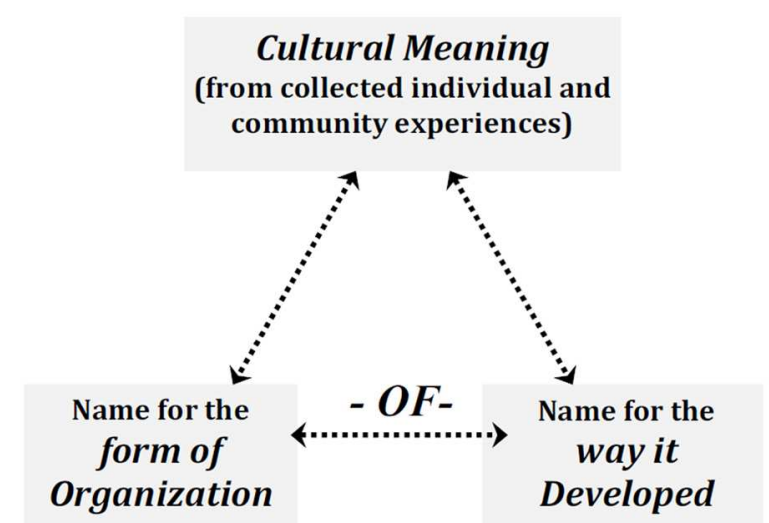 Cultural Meaning
(from collected individual and
community experiences)
- OF-
Name for the
form of
Organization
Name for the
way it
Developed